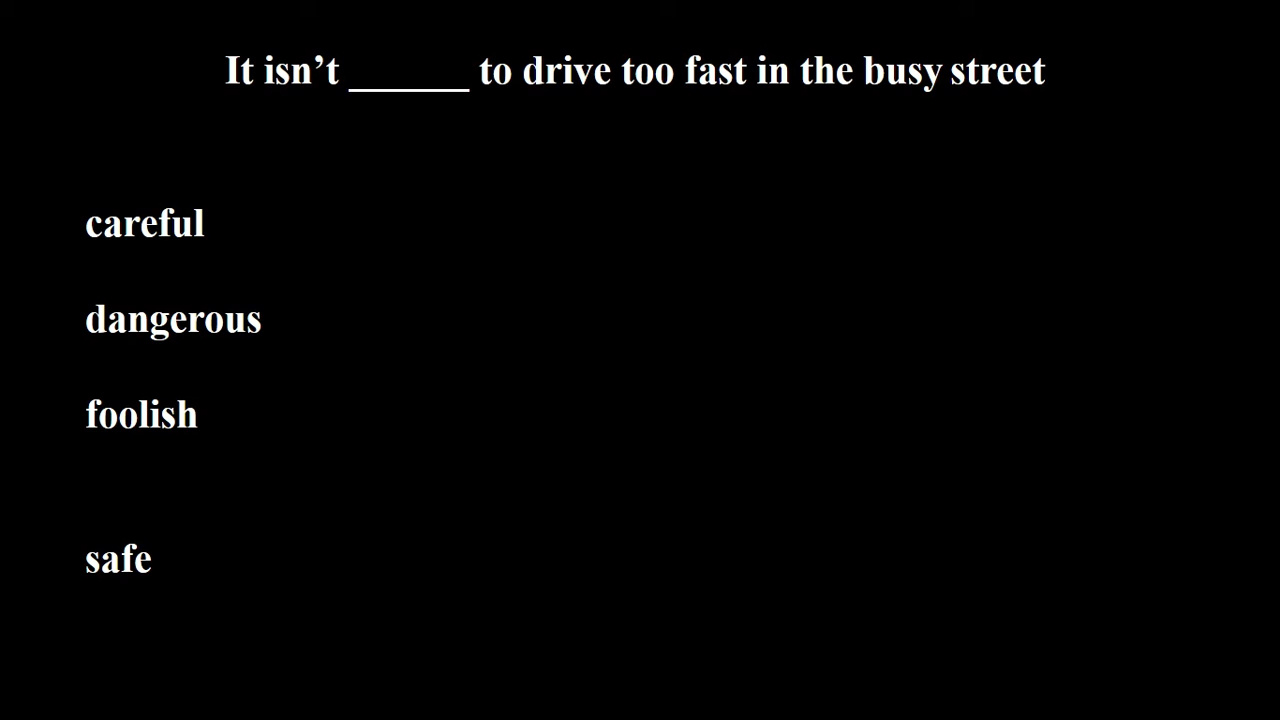 It isn’t ______ to drive too fast in the busy street
careful
dangerous
foolish
safe